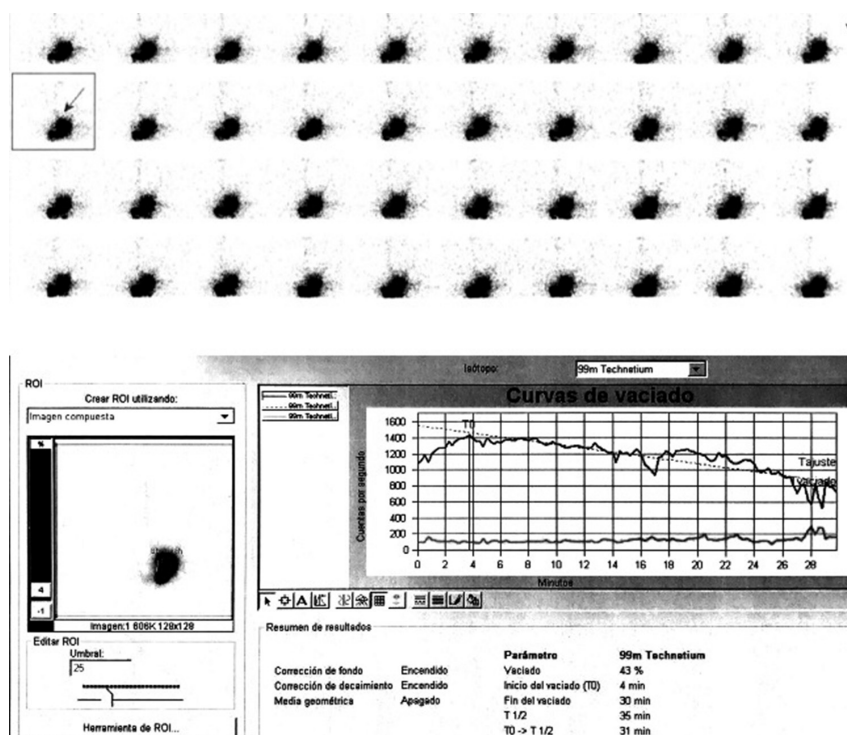 Isótopo:
99m Technetium
ROI
Crear ROI utilizando:
Imagen compuesta
%
4
-1
Imagen:1 606K 128x128
Editar ROI
Umbral:
25
Herramienta de ROI...
99m Techneti...
99m Techneti...
99m Techneti...
Curvas de vaciado
Cuentas por segundo
1600
1400
1200
1000
800
600
400
200
0
T0
Tajuste
Vaciado
0 2 4 6 8 10 12 14 16 18 20 22 24 26 28
Minutos
A
Resumen de resultados
Parámetro 99m Technetium
Corrección de fondo Encendido Vaciado 43 %
Corrección de decaimiento Encendido Inicio del vaciado (T0) 4 min
Media geométrica Apagado Fin del vaciado 30 min
T 1/2 35 min
T0 -> T 1/2 31 min